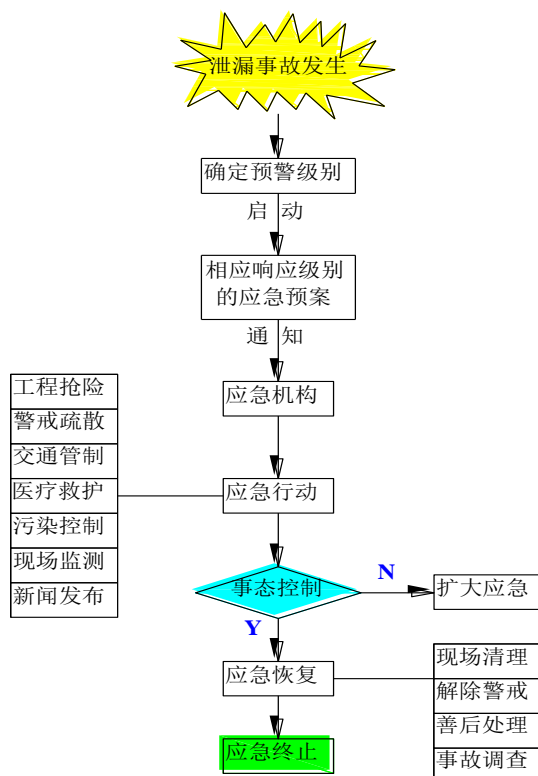 泄漏事故发生
确定预警级别
启动
相应响应级别
的应急预案
通知
应急机构
工程抢险
警戒疏散
交通管制
医疗救护
污染控制
现场监测
新闻发布
应急行动
事态控制
N
扩大应急
Y
应急恢复
现场清理
解除警戒
善后处理
事故调查
应急终止